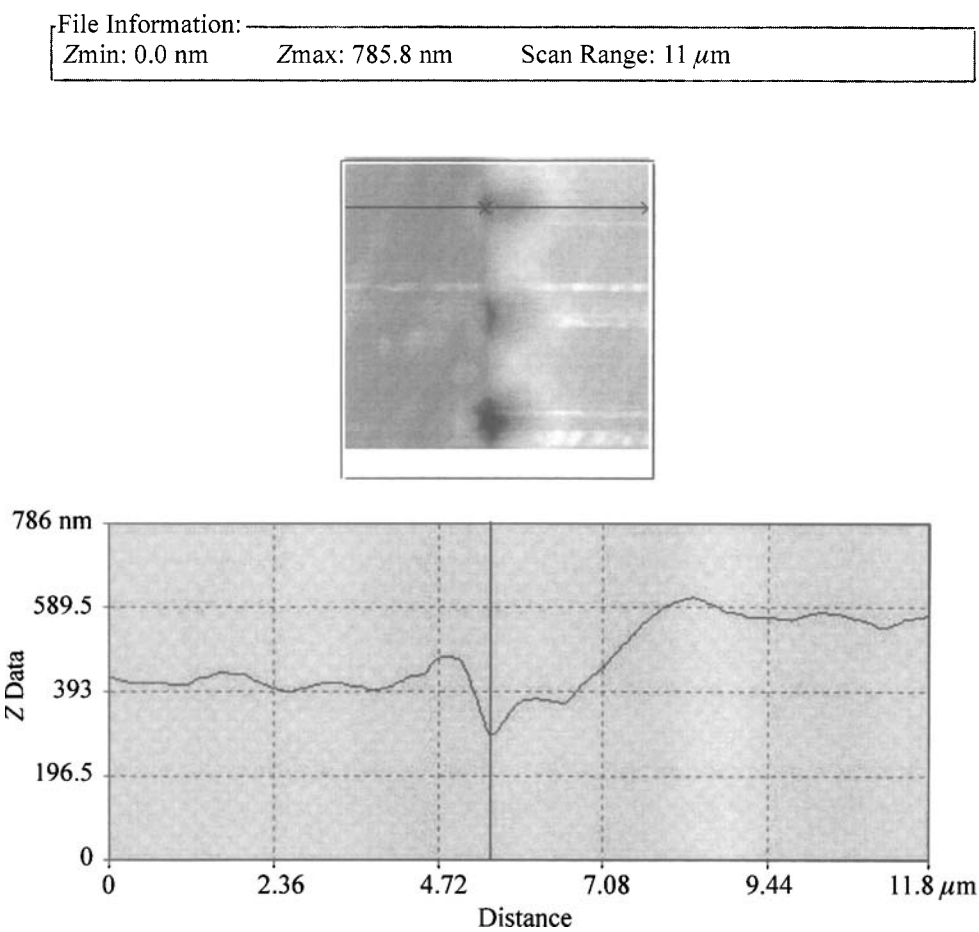 File Information:
Zmin: 0.0 nm Zmax: 785.8 nm Scan Range: 11 μm
786 nm
589.5
393
196.5
0
Z Data
0 2.36 4.72 7.08 9.44 11.8 μm
Distance